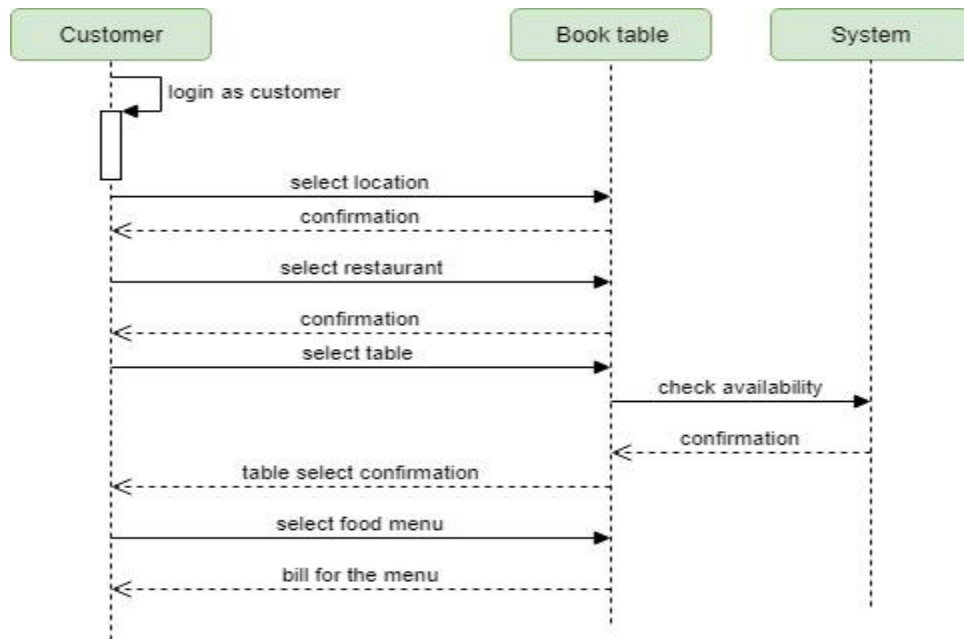 Customer
Book table
System
login as customer
select location
confirmation
select restaurant
confirmation
select table
check availability
confirmation
table select confirmation
select food menu
bill for the menu